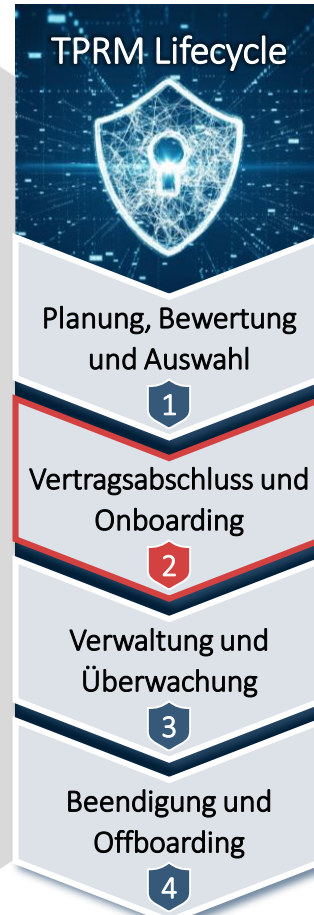 TPRM Lifecycle
Planung, Bewertung
und Auswahl
1
Vertragsabschluss und
Onboarding
2
Verwaltung und
Überwachung
3
Beendigung und
Offboarding
4